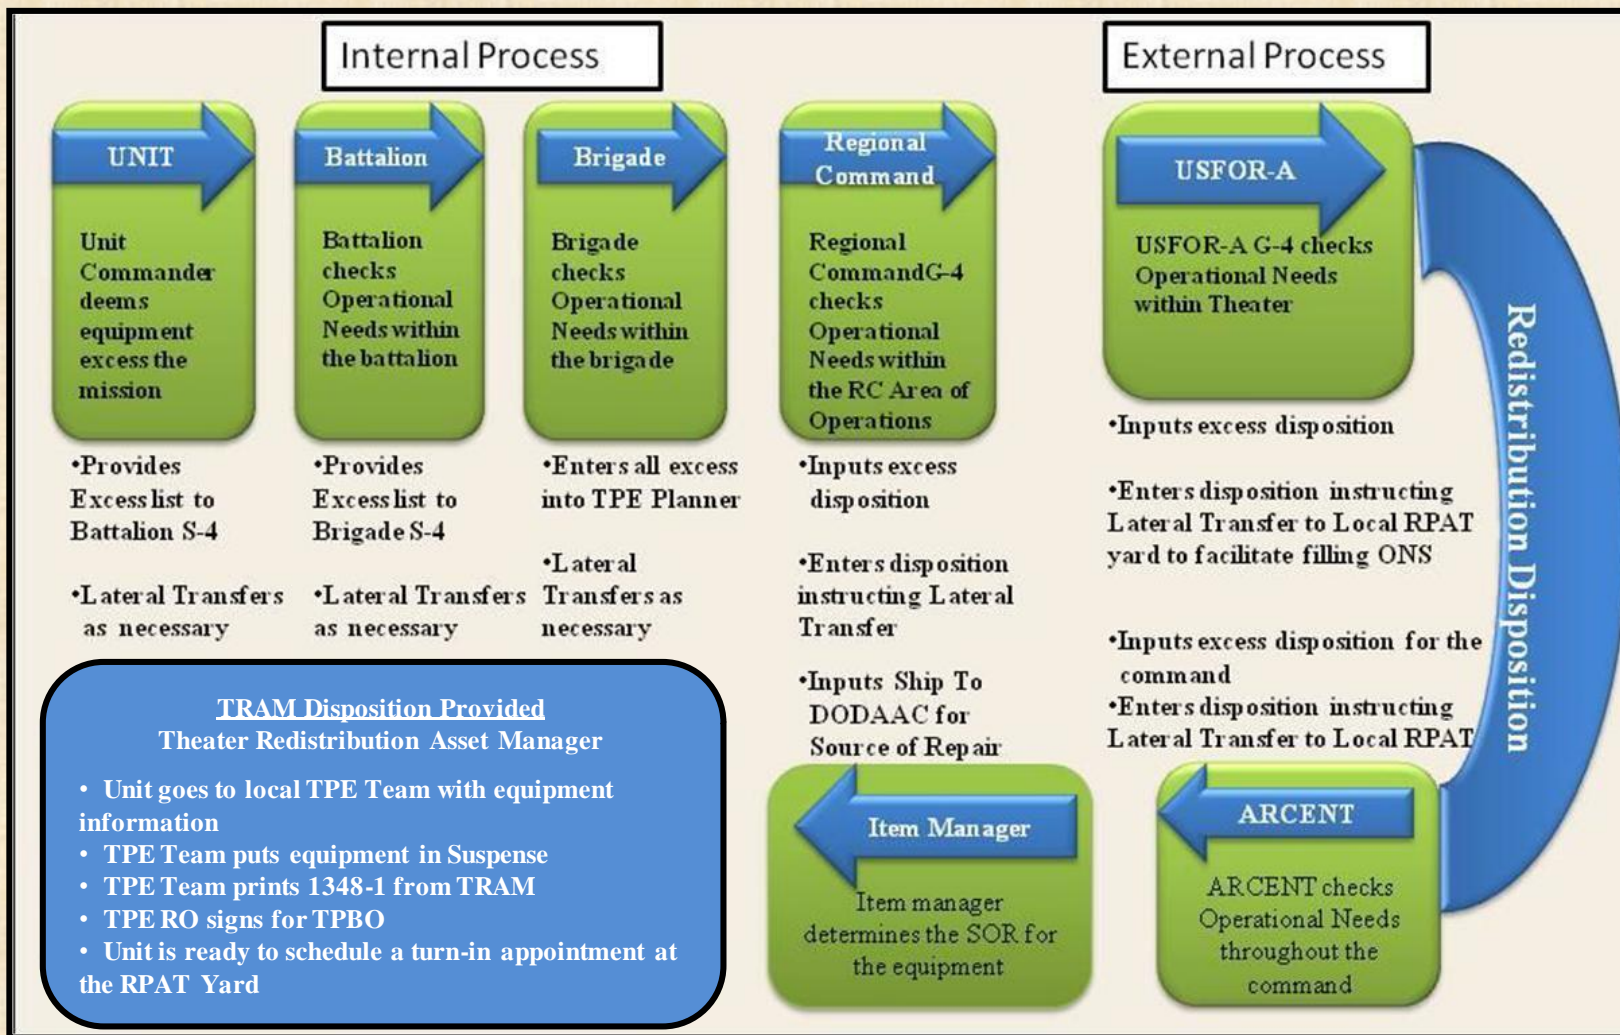 Internal Process
External Process
UNIT
Unit
Commander
deems
equipment
excess the
mission
•Provides
Excess list to
Battalion S-4
•Lateral Transfers
as necessary
Battalion
Battalion
checks
Operational
Needs within
the battalion
•Provides
Excess list to
Brigade S-4
•Lateral Transfers
as necessary
Brigade
Brigade
checks
Operational
Needs within
the brigade
•Enters all excess
into TPE Planner
•Lateral
Transfers as
necessary
Regional
Command
Regional
CommandG-4
checks
Operational
Needs within
the RC Area of
Operations
•Inputs excess
disposition
•Enters disposition
instructing Lateral
Transfer
•Inputs Ship To
DODAAC for
Source of Repair
USFOR-A
USFOR-A G-4 checks
Operational Needs
within Theater
•Inputs excess disposition
•Enters disposition instructing
Lateral Transfer to Local RPAT
yard to facilitate filling ONS
•Inputs excess disposition for the
command
•Enters disposition instructing
Lateral Transfer to Local RPAT
Redistribution Disposition
ARCENT
ARCENT checks
Operational Needs
throughout the
command
Item Manager
Item manager
determines the SOR for
the equipment
TRAM Disposition Provided
Theater Redistribution Asset Manager
• Unit goes to local TPE Team with equipment
information
• TPE Team puts equipment in Suspense
• TPE Team prints 1348-1 from TRAM
• TPE RO signs for TPBO
• Unit is ready to schedule a turn-in appointment at
the RPAT Yard